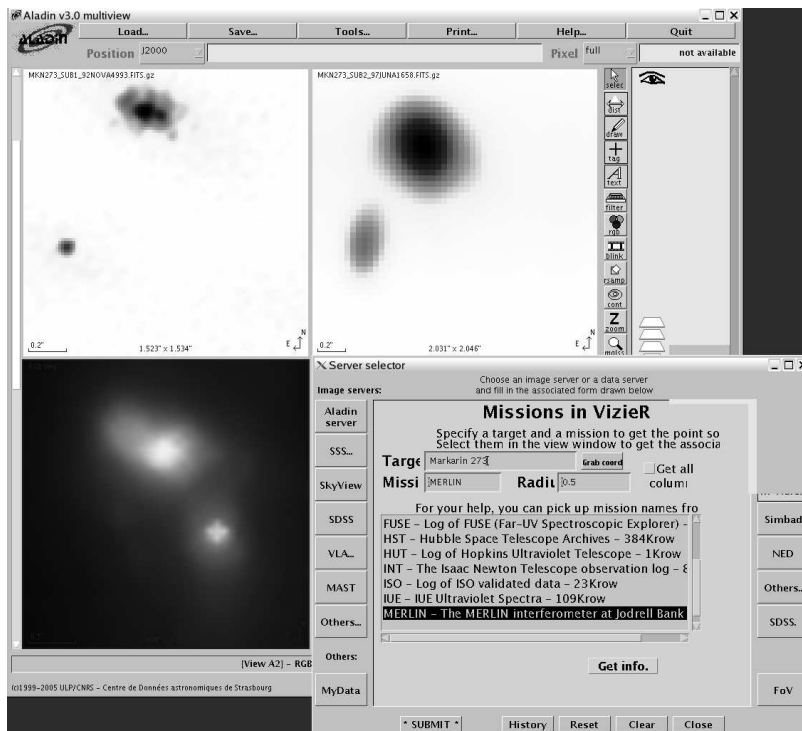 Aladin v3.0 multiview
Load... Save... Tools... Print... Help... Quit
Aladin
Position J2000 Pixel full not available
MKN273_SUB1_92NOVA4993.FITS.gz
MKN273_SUB2_97JUNA1658.FITS.gz
selec
dist
draw
tag
text
filter
rgb
blink
rsamp
cont
zoom
0.2" 1.523" x 1.534" E N
0.2" 2.031" x 2.046" E N
Server selector
Image servers:
Choose an image server or a data server
and fill in the associated form drawn below
Aladin
server
SSS...
SkyView
SDSS
VLA...
MAST
Others...
Others:
MyData
Missions in VizieR
Specify a target and a mission to get the point so
Select them in the view window to get the associa
Targe Markarin 273 Grab coord
Missi MERLIN Radiu 0.5
Get all
colum
For your help, you can pick up mission names fro
FUSE – Log of FUSE (Far-UV Spectroscopic Explorer) –
HST – Hubble Space Telescope Archives – 384Krow
HUT – Log of Hopkins Ultraviolet Telescope – 1Krow
INT – The Isaac Newton Telescope observation log – 8
ISO – Log of ISO validated data – 23Krow
IUE – IUE Ultraviolet Spectra – 109Krow
MERLIN – The MERLIN interferometer at Jodrell Bank
Get info.
Simbad
NED
Others..
SDSS.
FoV
[View A2] – RGB
(c)1999-2005 ULP/CNRS – Centre de Données astronomiques de Strasbourg
* SUBMIT * History Reset Clear Close